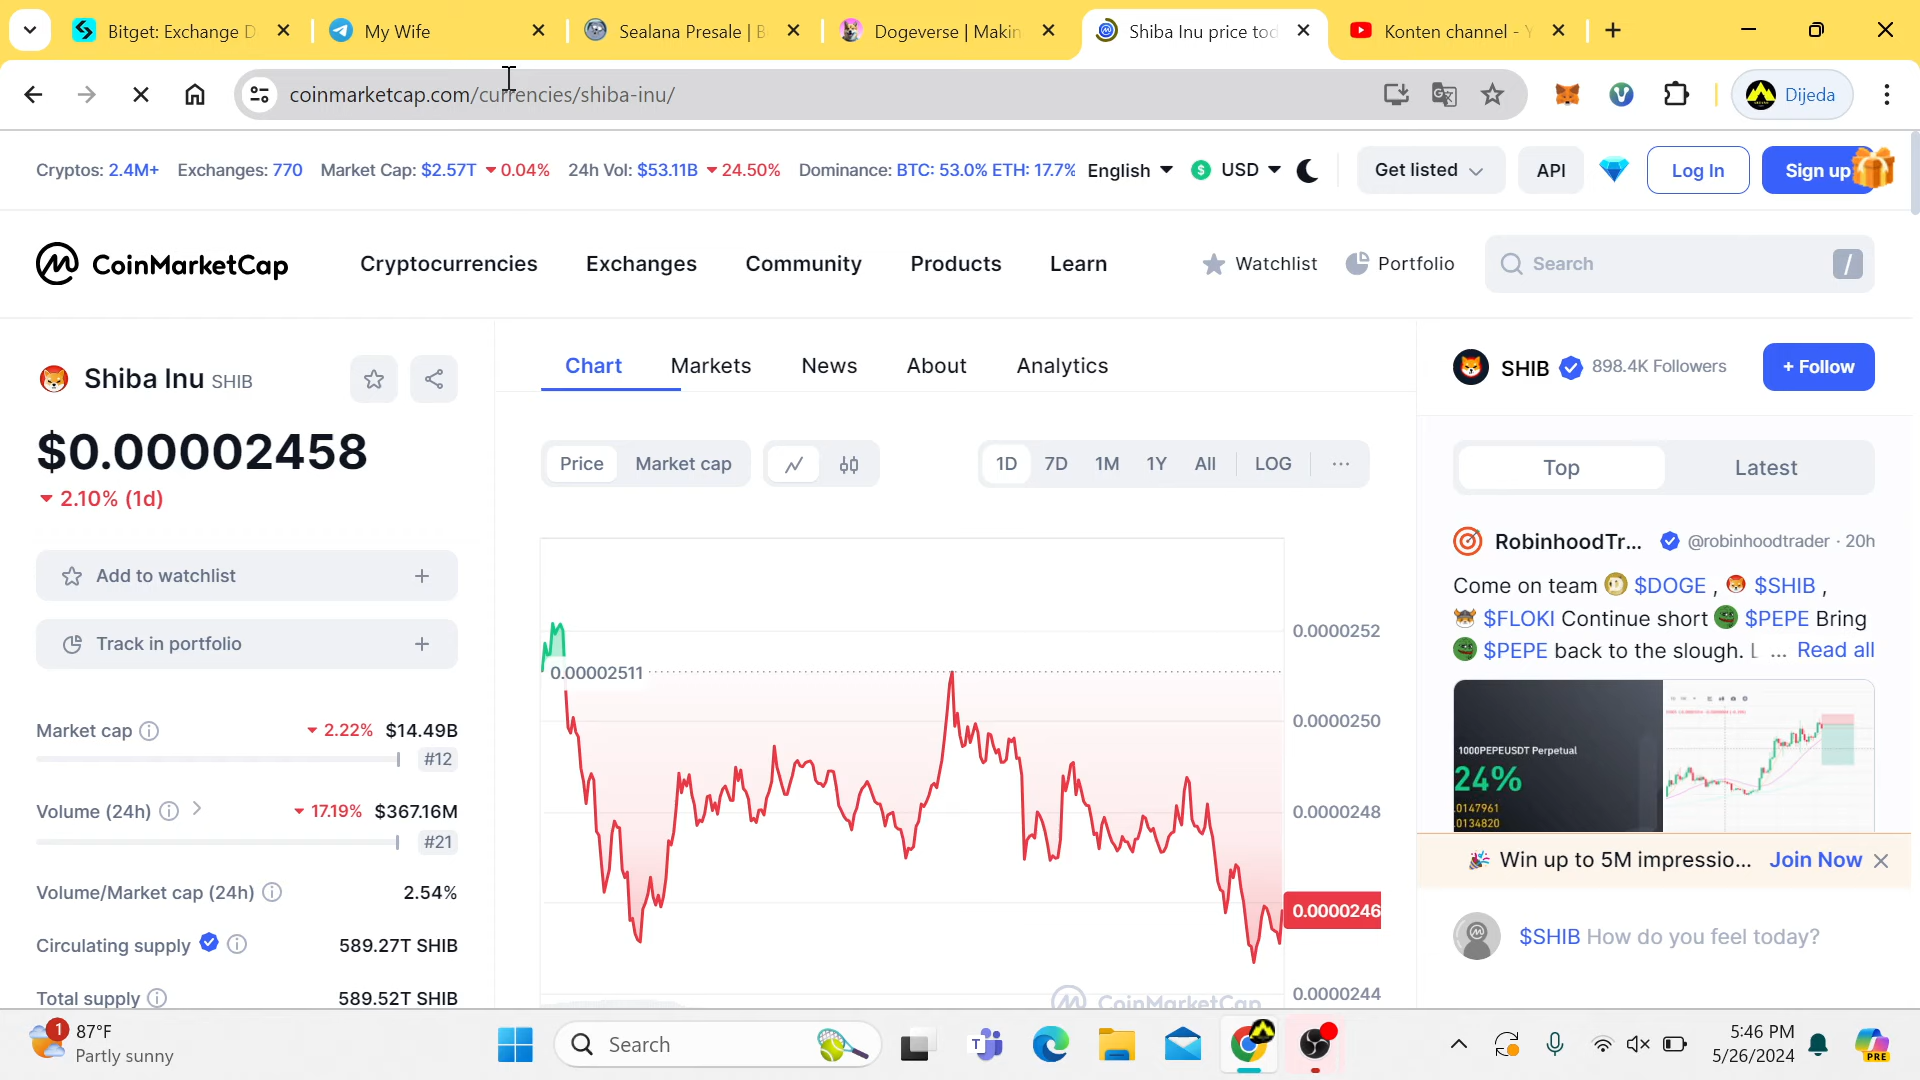 Bitget: Exchange D
My Wife
Sealana Presale | B
Dogeverse | Makin
Shiba Inu price tod
Konten channel - Y
coinmarketcap.com/currencies/shiba-inu/
Dijeda
Cryptos: 2.4M+ Exchanges: 770 Market Cap: $2.57T 0.04% 24h Vol: $53.11B 24.50% Dominance: BTC: 53.0% ETH: 17.7% English USD Get listed API Log In Sign up
CoinMarketCap Cryptocurrencies Exchanges Community Products Learn Watchlist Portfolio Search /
Shiba Inu SHIB
$0.00002458
2.10% (1d)
Add to watchlist +
Track in portfolio +
Market cap 2.22% $14.49B
#12
Volume (24h) 17.19% $367.16M
#21
Volume/Market cap (24h) 2.54%
Circulating supply 589.27T SHIB
Total supply 589.52T SHIB
Chart Markets News About Analytics
Price Market cap 1D 7D 1M 1Y All LOG ...
0.0000252
0.00002511
0.0000250
0.0000248
0.0000246
0.0000244
CoinMarketCap
SHIB 898.4K Followers + Follow
Top Latest
RobinhoodTr... @robinhoodtrader · 20h
Come on team $DOGE , $SHIB ,
$FLOKI Continue short $PEPE Bring
$PEPE back to the slough. L ... Read all
1000PEPEUSDT Perpetual
24%
.0147961
.0134820
Win up to 5M impressio... Join Now
$SHIB How do you feel today?
1
87°F
Partly sunny
Search
5:46 PM
5/26/2024
PRE